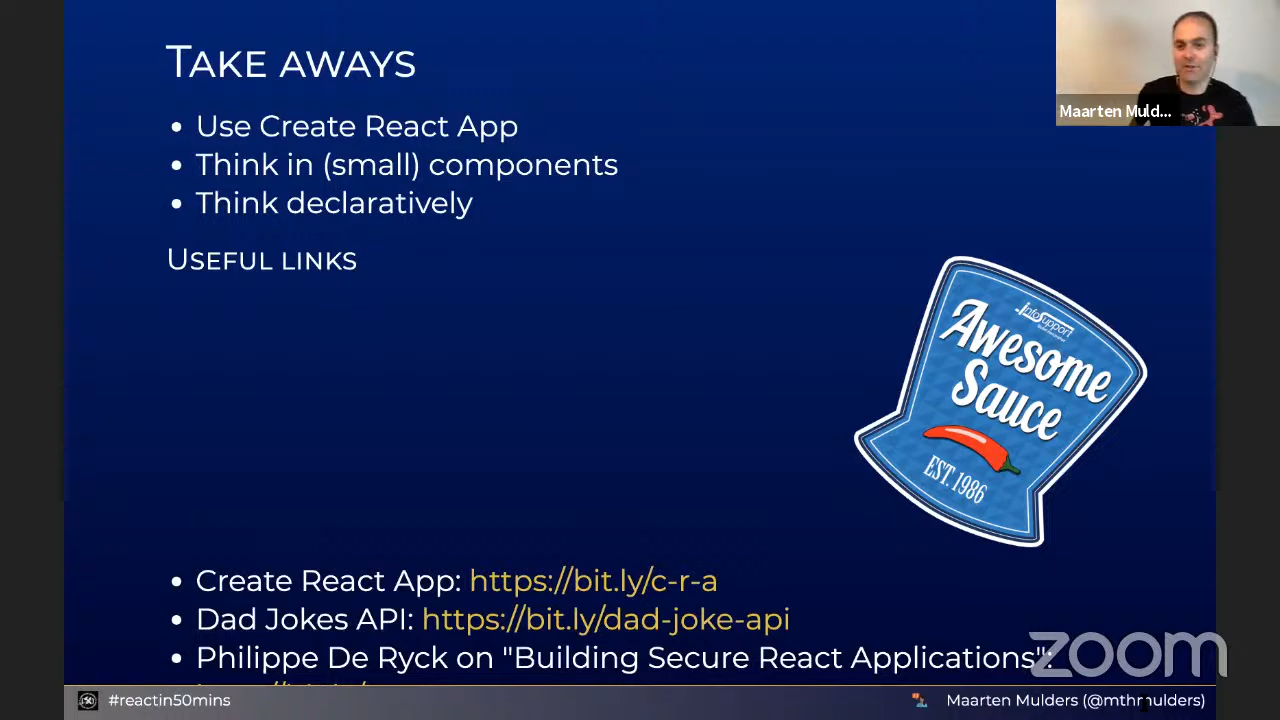 TAKE AWAYS
Use Create React App
Think in (small) components
Think declaratively
USEFUL LINKS
Maarten Muld...
InfoSupport
Awesome
Sauce
EST. 1986
Create React App: https://bit.ly/c-r-a
Dad Jokes API: https://bit.ly/dad-joke-api
Philippe De Ryck on "Building Secure React Applications":
zoom
#reactin50mins
Maarten Mulders (@mthmulders)